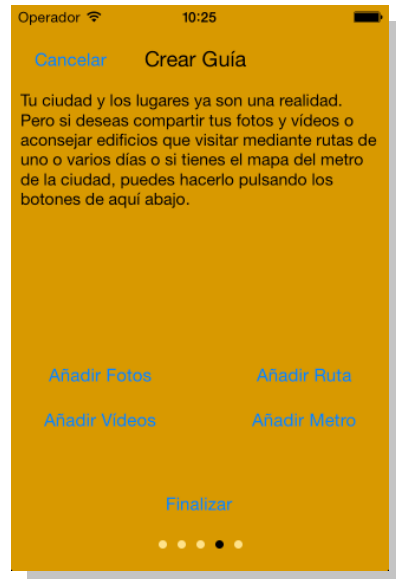 Operador 10:25
Cancelar Crear Guía
Tu ciudad y los lugares ya son una realidad.
Pero si deseas compartir tus fotos y vídeos o
aconsejar edificios que visitar mediante rutas de
uno o varios días o si tienes el mapa del metro
de la ciudad, puedes hacerlo pulsando los
botones de aquí abajo.
Añadir Fotos Añadir Ruta
Añadir Vídeos Añadir Metro
Finalizar